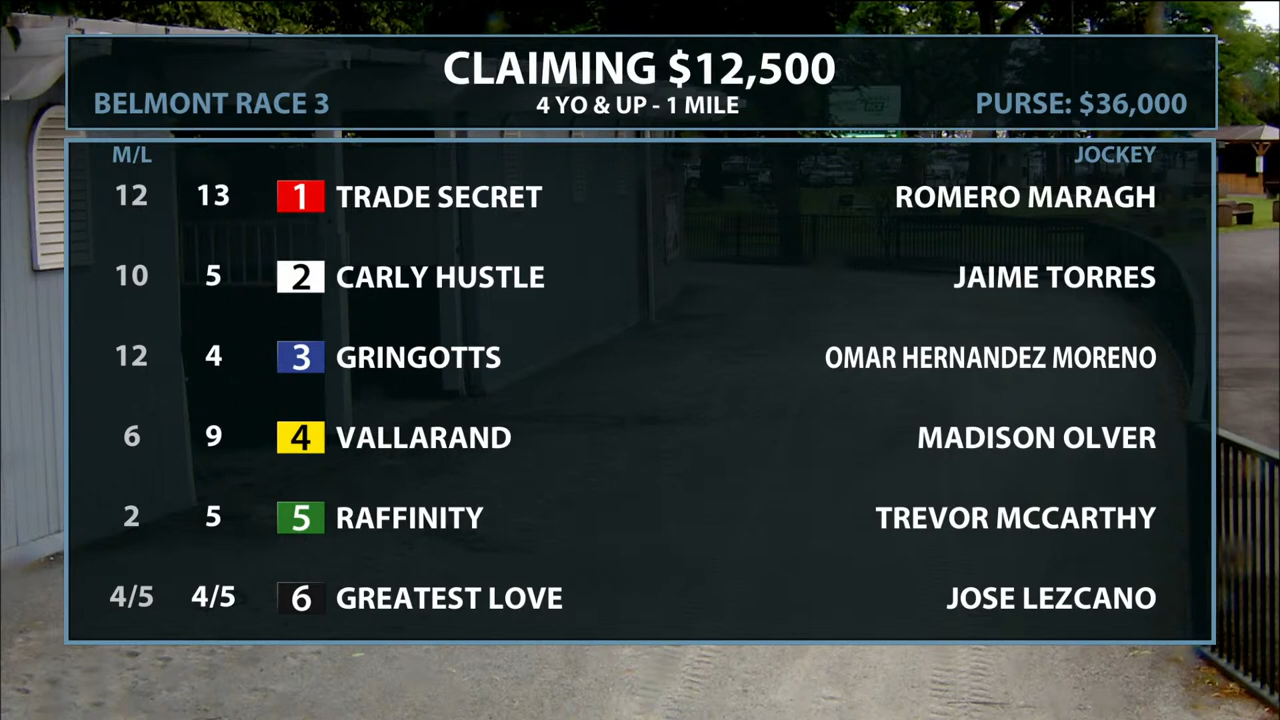 CLAIMING $12,500
BELMONT RACE 3
4 YO & UP - 1 MILE
PURSE: $36,000
M/L JOCKEY
12 13 1 TRADE SECRET ROMERO MARAGH
10 5 2 CARLY HUSTLE JAIME TORRES
12 4 3 GRINGOTTS OMAR HERNANDEZ MORENO
6 9 4 VALLARAND MADISON OLVER
2 5 5 RAFFINITY TREVOR MCCARTHY
4/5 4/5 6 GREATEST LOVE JOSE LEZCANO